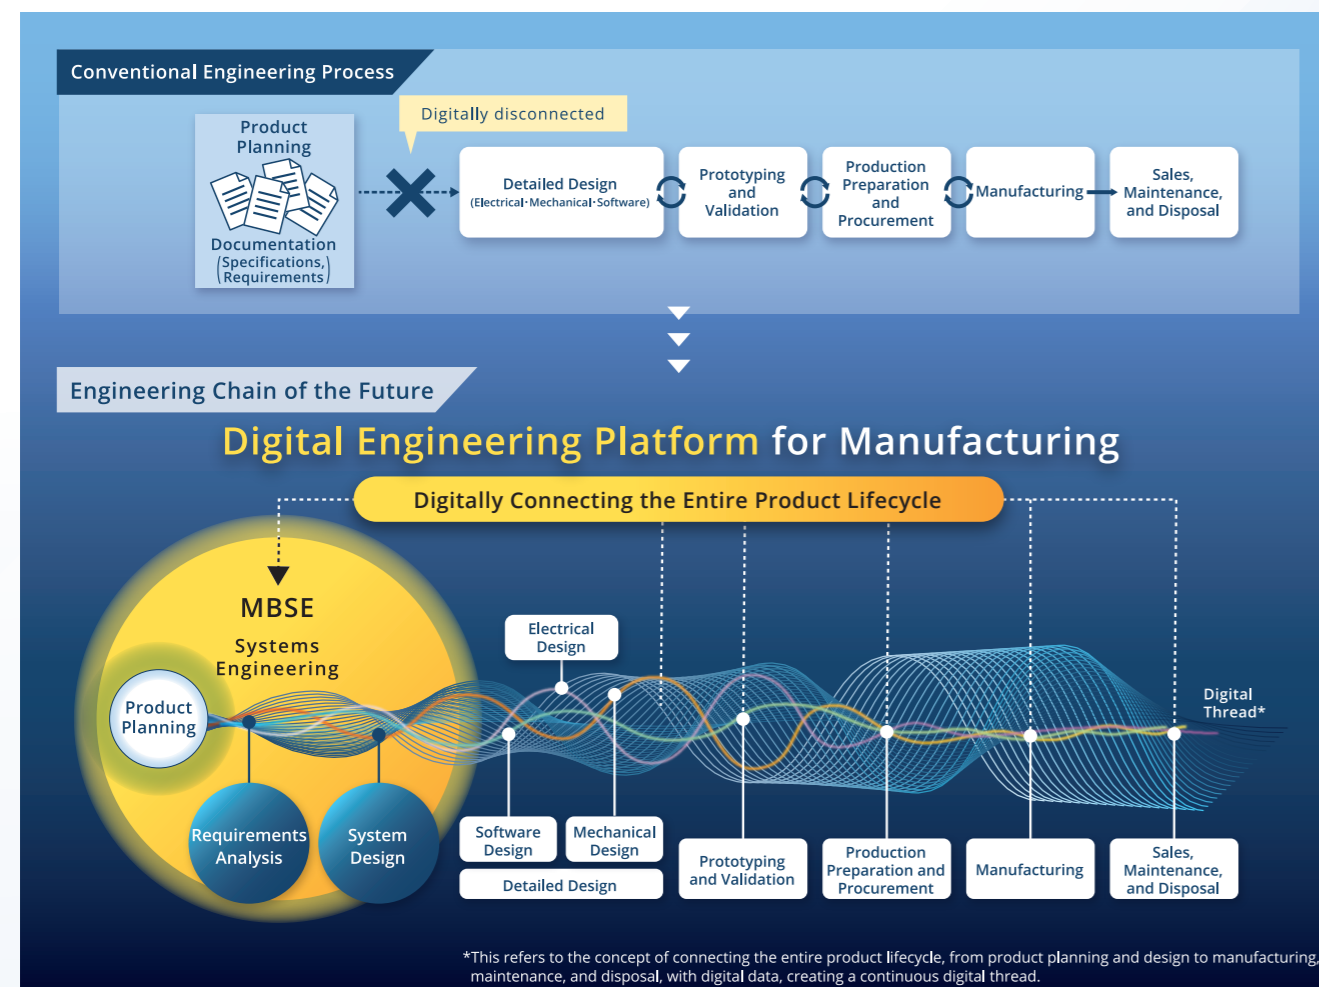 Conventional Engineering Process
Digitally disconnected
Product
Planning
Documentation
(Specifications,
Requirements)
Detailed Design
(Electrical・Mechanical・Software)
Prototyping
and
Validation
Production
Preparation
and
Procurement
Manufacturing
Sales,
Maintenance,
and Disposal
Engineering Chain of the Future
Digital Engineering Platform for Manufacturing
Digitally Connecting the Entire Product Lifecycle
MBSE
Systems
Engineering
Product
Planning
Requirements
Analysis
System
Design
Electrical
Design
Software
Design
Mechanical
Design
Detailed Design
Prototyping
and Validation
Production
Preparation and
Procurement
Manufacturing
Sales,
Maintenance,
and Disposal
Digital
Thread*
*This refers to the concept of connecting the entire product lifecycle, from product planning and design to manufacturing,
maintenance, and disposal, with digital data, creating a continuous digital thread.